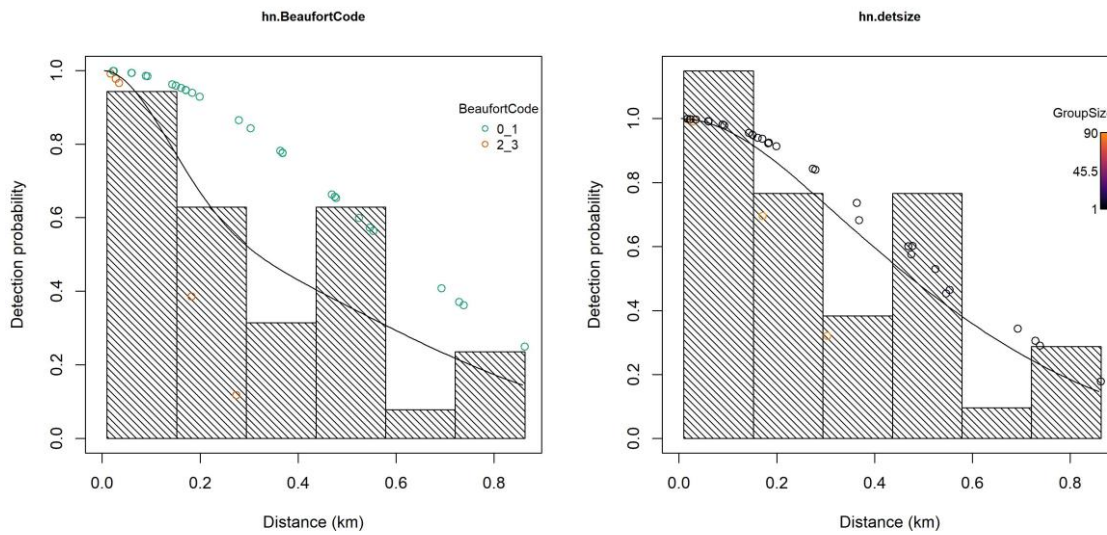 hn.BeaufortCode
Detection probability
1.0
0.8
0.6
0.4
0.2
0.0
BeaufortCode
0_1
2_3
0.0 0.2 0.4 0.6 0.8
Distance (km)
hn.detsize
Detection probability
1.0
0.8
0.6
0.4
0.2
0.0
GroupSiz
90
45.5
1
0.0 0.2 0.4 0.6 0.8
Distance (km)